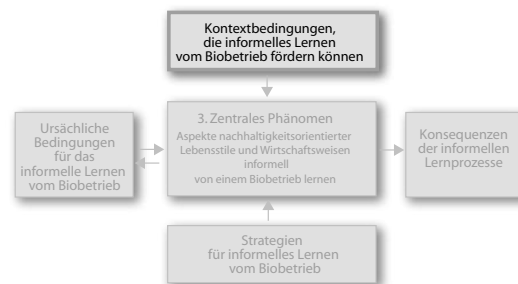 Kontextbedingungen,
die informelles Lernen
vom Biobetrieb fördern können
Ursächliche
Bedingungen
für das
informelle Lernen
vom Biobetrieb
3. Zentrales Phänomen
Aspekte nachhaltigkeitsorientierter
Lebensstile und Wirtschaftsweisen
informell
von einem Biobetrieb lernen
Konsequenzen
der informellen
Lernprozesse
Strategien
für informelles Lernen
vom Biobetrieb